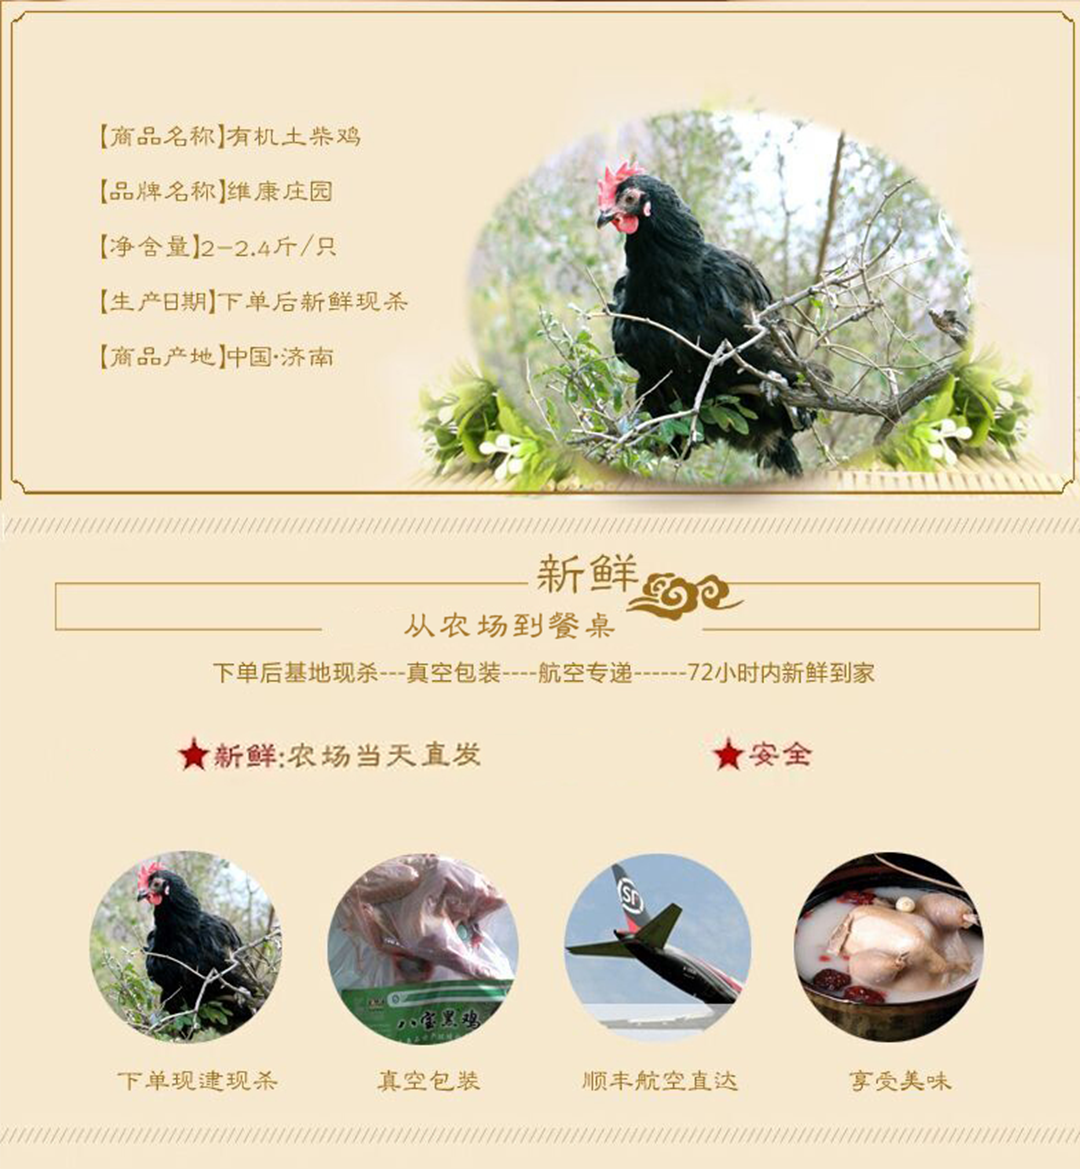 【商品名称】有机土柴鸡
【品牌名称】维康庄园
【净含量】2-2.4斤/只
【生产日期】下单后新鲜现杀
【商品产地】中国·济南
新鲜
从农场到餐桌
下单后基地现杀---真空包装----航空专递------72小时内新鲜到家
★新鲜:农场当天直发
★安全
SF
八宝黑鸡
下单现逮现杀
真空包装
顺丰航空直达
享受美味